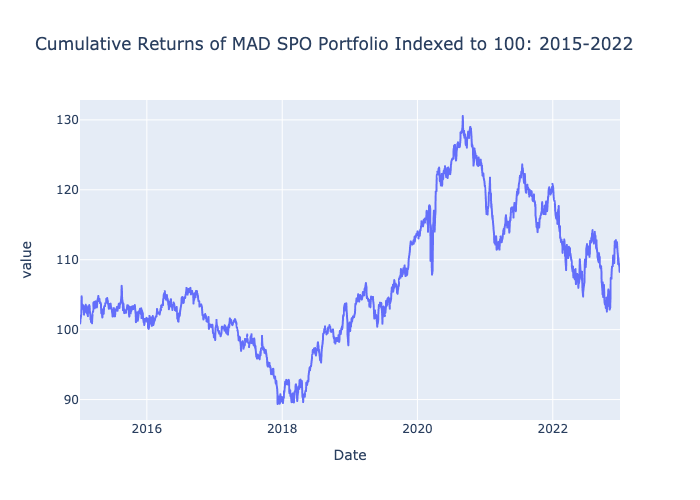 Cumulative Returns of MAD SPO Portfolio Indexed to 100: 2015-2022
130
120
110
100
90
value
2016 2018 2020 2022
Date